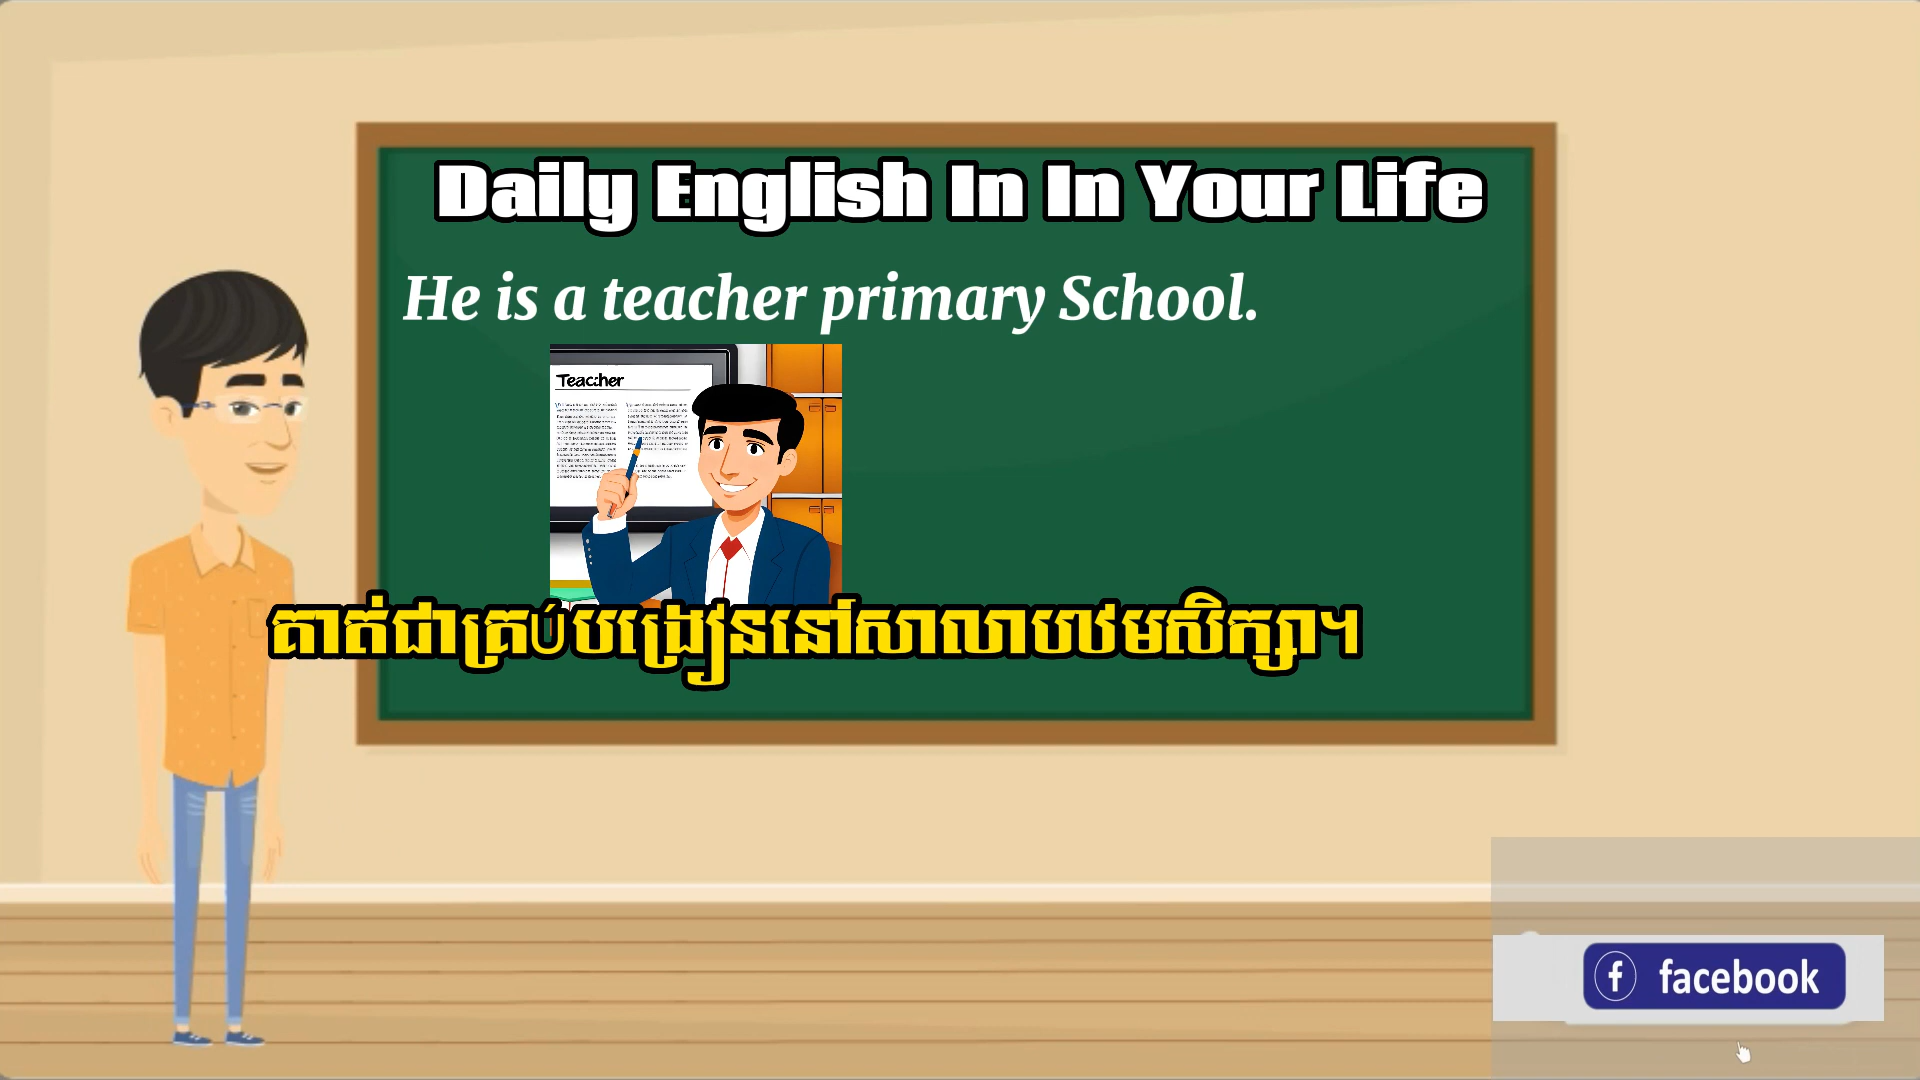 Daily English In In Your Life
He is a teacher primary School.
Teacher
គាត់ជាគ្រប់បង្រៀននៅសាលាបឋមសិក្សា។
facebook